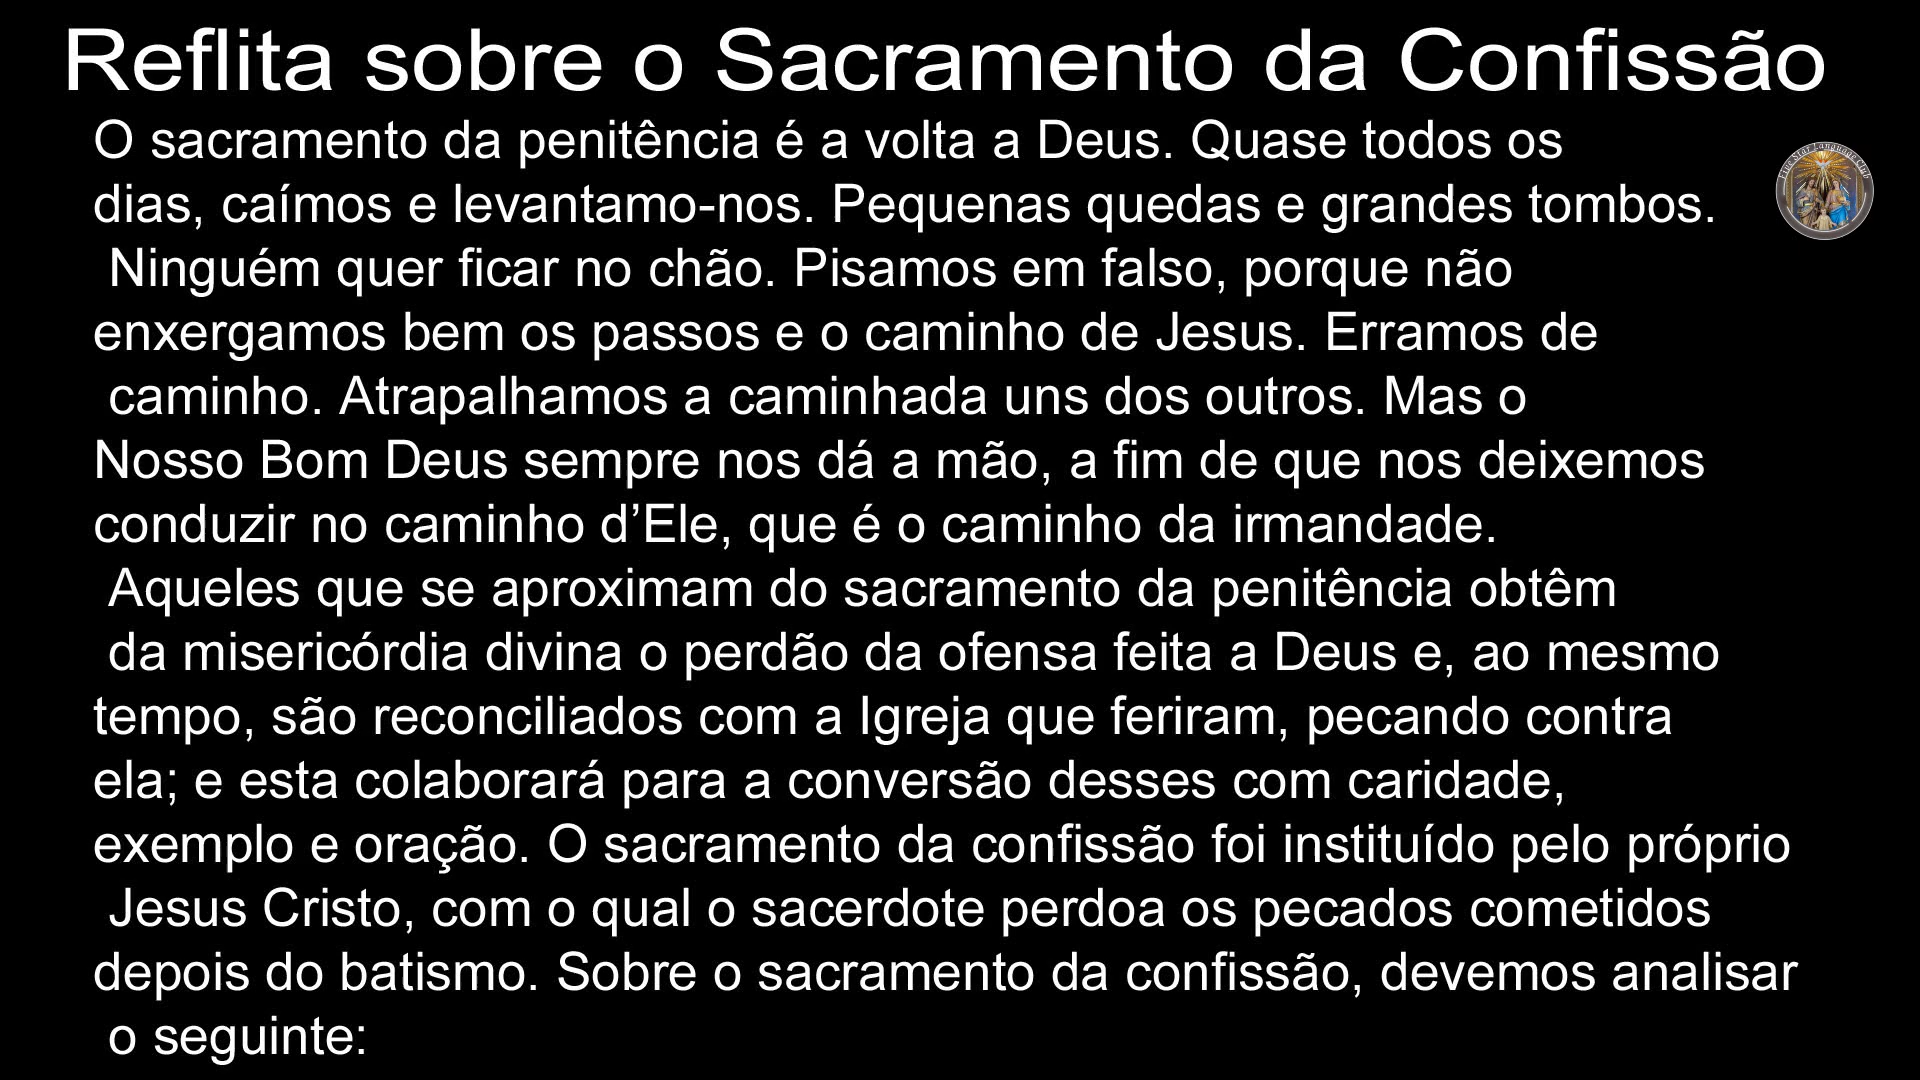 Reflita sobre o Sacramento da Confissão
O sacramento da penitência é a volta a Deus. Quase todos os
dias, caímos e levantamo-nos. Pequenas quedas e grandes tombos.
Ninguém quer ficar no chão. Pisamos em falso, porque não
enxergamos bem os passos e o caminho de Jesus. Erramos de
caminho. Atrapalhamos a caminhada uns dos outros. Mas o
Nosso Bom Deus sempre nos dá a mão, a fim de que nos deixemos
conduzir no caminho d’Ele, que é o caminho da irmandade.
Aqueles que se aproximam do sacramento da penitência obtêm
da misericórdia divina o perdão da ofensa feita a Deus e, ao mesmo
tempo, são reconciliados com a Igreja que feriram, pecando contra
ela; e esta colaborará para a conversão desses com caridade,
exemplo e oração. O sacramento da confissão foi instituído pelo próprio
Jesus Cristo, com o qual o sacerdote perdoa os pecados cometidos
depois do batismo. Sobre o sacramento da confissão, devemos analisar
o seguinte:
Five Star Language Club